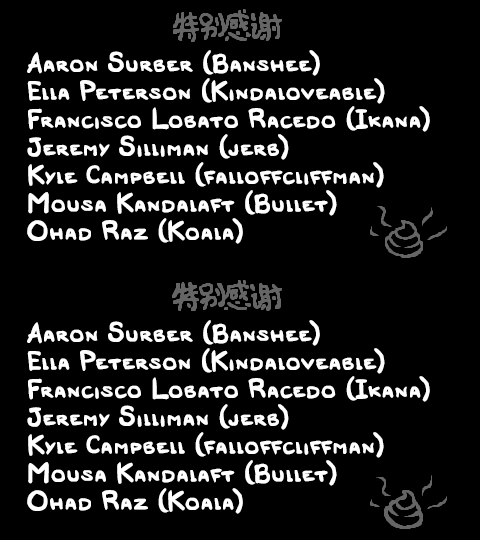 特别感谢
Aaron Surber (Banshee)
Ella Peterson (Kindaloveable)
Francisco Lobato Racedo (Ikana)
Jeremy Silliman (jerb)
Kyle Campbell (falloffcliffman)
Mousa Kandalaft (Bullet)
Ohad Raz (Koala)
特别感谢
Aaron Surber (Banshee)
Ella Peterson (Kindaloveable)
Francisco Lobato Racedo (Ikana)
Jeremy Silliman (jerb)
Kyle Campbell (falloffcliffman)
Mousa Kandalaft (Bullet)
Ohad Raz (Koala)